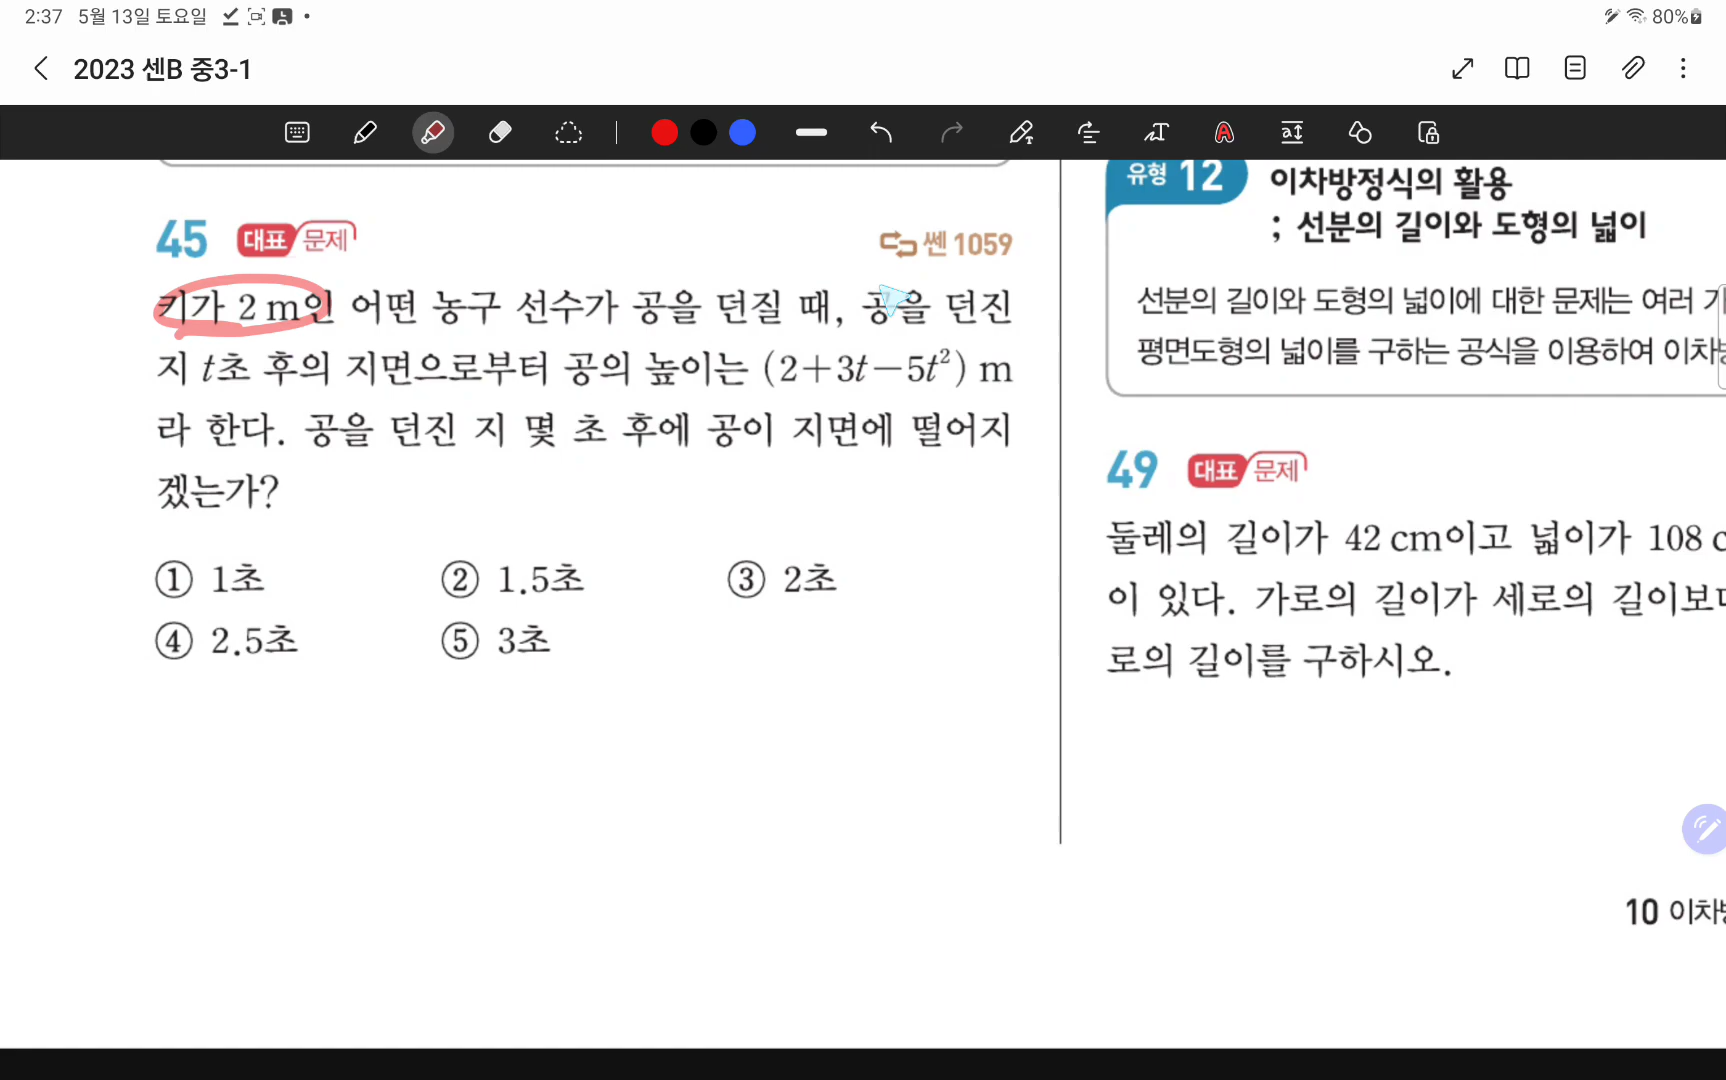 2:37 5월 13일 토요일
80%
2023 쎈B 중3-1
45 대표 문제
쎈 1059
키가 2 m인 어떤 농구 선수가 공을 던질 때, 공을 던진
지 t초 후의 지면으로부터 공의 높이는 (2+3t−5t²) m
라 한다. 공을 던진 지 몇 초 후에 공이 지면에 떨어지
겠는가?
① 1초 ② 1.5초 ③ 2초
④ 2.5초 ⑤ 3초
유형 12 이차방정식의 활용
; 선분의 길이와 도형의 넓이
선분의 길이와 도형의 넓이에 대한 문제는 여러
평면도형의 넓이를 구하는 공식을 이용하여
49 대표 문제
둘레의 길이가 42 cm이고 넓이가 108
이 있다. 가로의 길이가 세로의
로의 길이를 구하시오.
10